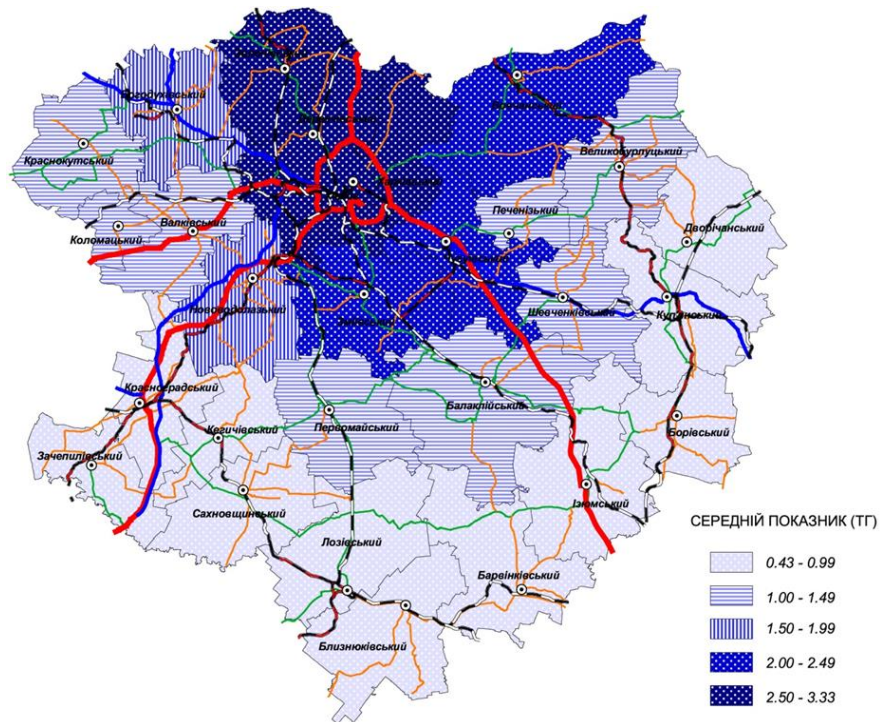 Богодухівський
Краснокутський
Великобурлуцький
Печенізький
Валківський
Коломацький
Дворічанський
Нововодолазький
Шевченківський
Куп'янський
Красноградський
Балаклійський
Первомайський
Кегичівський
Борівський
Зачепилівський
Ізюмський
Сахновщинський
Лозівський
Барвінківський
Близнюківський
СЕРЕДНІЙ ПОКАЗНИК (ТГ)
0.43 - 0.99
1.00 - 1.49
1.50 - 1.99
2.00 - 2.49
2.50 - 3.33